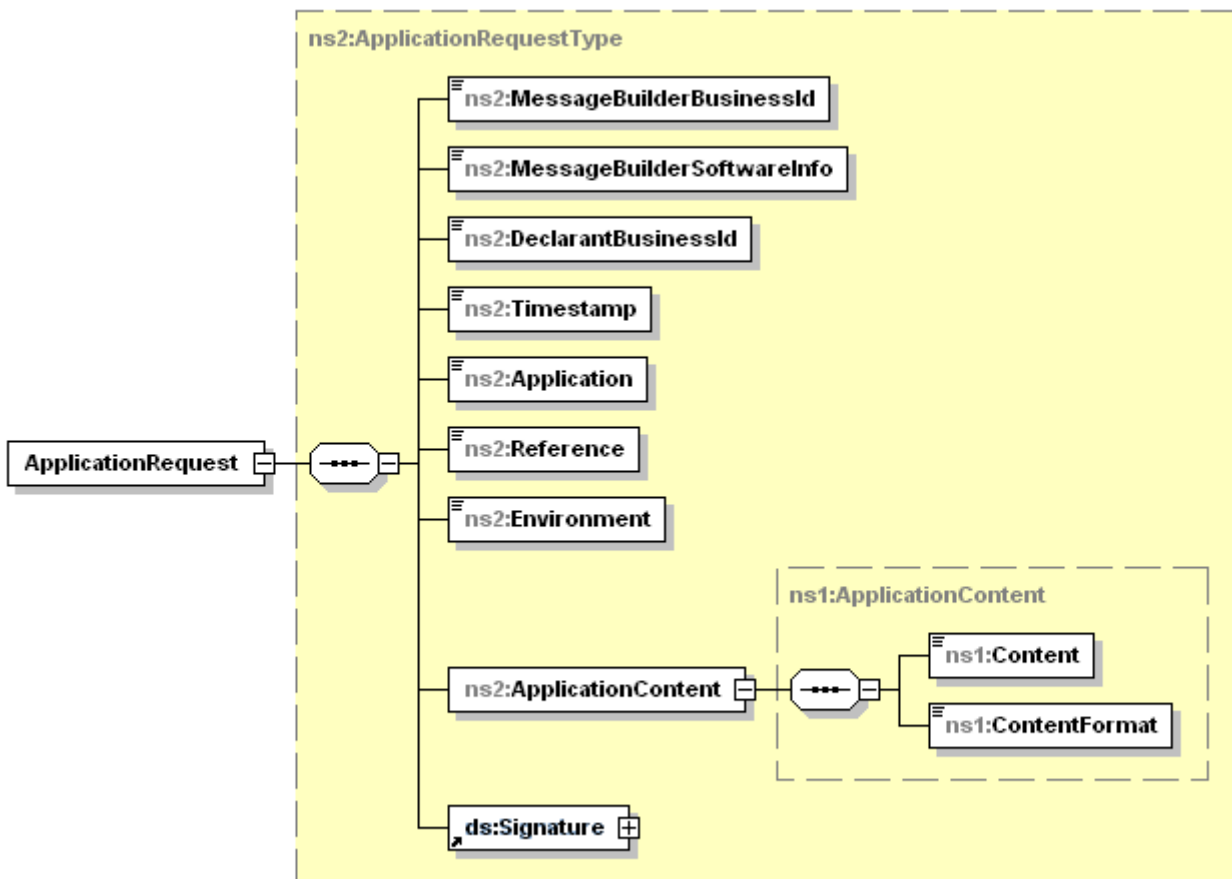 ns2:ApplicationRequestType
ns2:MessageBuilderBusinessId
ns2:MessageBuilderSoftwareInfo
ns2:DeclarantBusinessId
ns2:Timestamp
ns2:Application
ns2:Reference
ApplicationRequest
ns2:Environment
ns1:ApplicationContent
ns1:Content
ns2:ApplicationContent
ns1:ContentFormat
ds:Signature